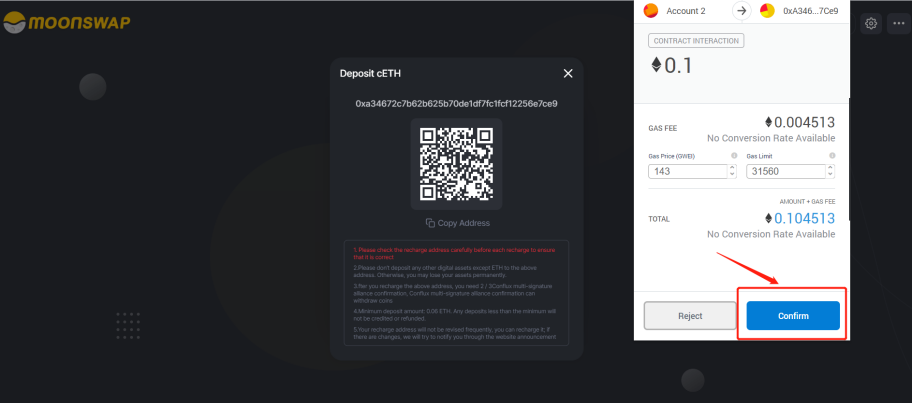 MOONSWAP
Deposit cETH
0xa34672c7b62b625b70de1df7fc1fcf12256e7ce9
Copy Address
1.Please check the recharge address carefully before each recharge to ensure
that it is correct
2.Please don't deposit any other digital assets except ETH to the above
address. Otherwise, you may lose your assets permanently.
3.Rer you recharge the above address, you need 2 / 3Conflux multi-signature
alliance confirmation. Conflux multi-signature alliance confirmation can
withdraw coins
4.Minimum deposit amount: 0.08 ETH. Any deposits less than the minimum will
not be credited or refunded.
5.Your recharge address will not be revised frequently, you can recharge it; if
there are changes, we will try to notify you through the website announcement
Account 2
0xA346...7Ce9
CONTRACT INTERACTION
0.1
GAS FEE
0.004513
No Conversion Rate Available
Gas Price (GWEI)
Gas Limit
143
31560
AMOUNT + GAS FEE
TOTAL
0.104513
No Conversion Rate Available
Reject
Confirm